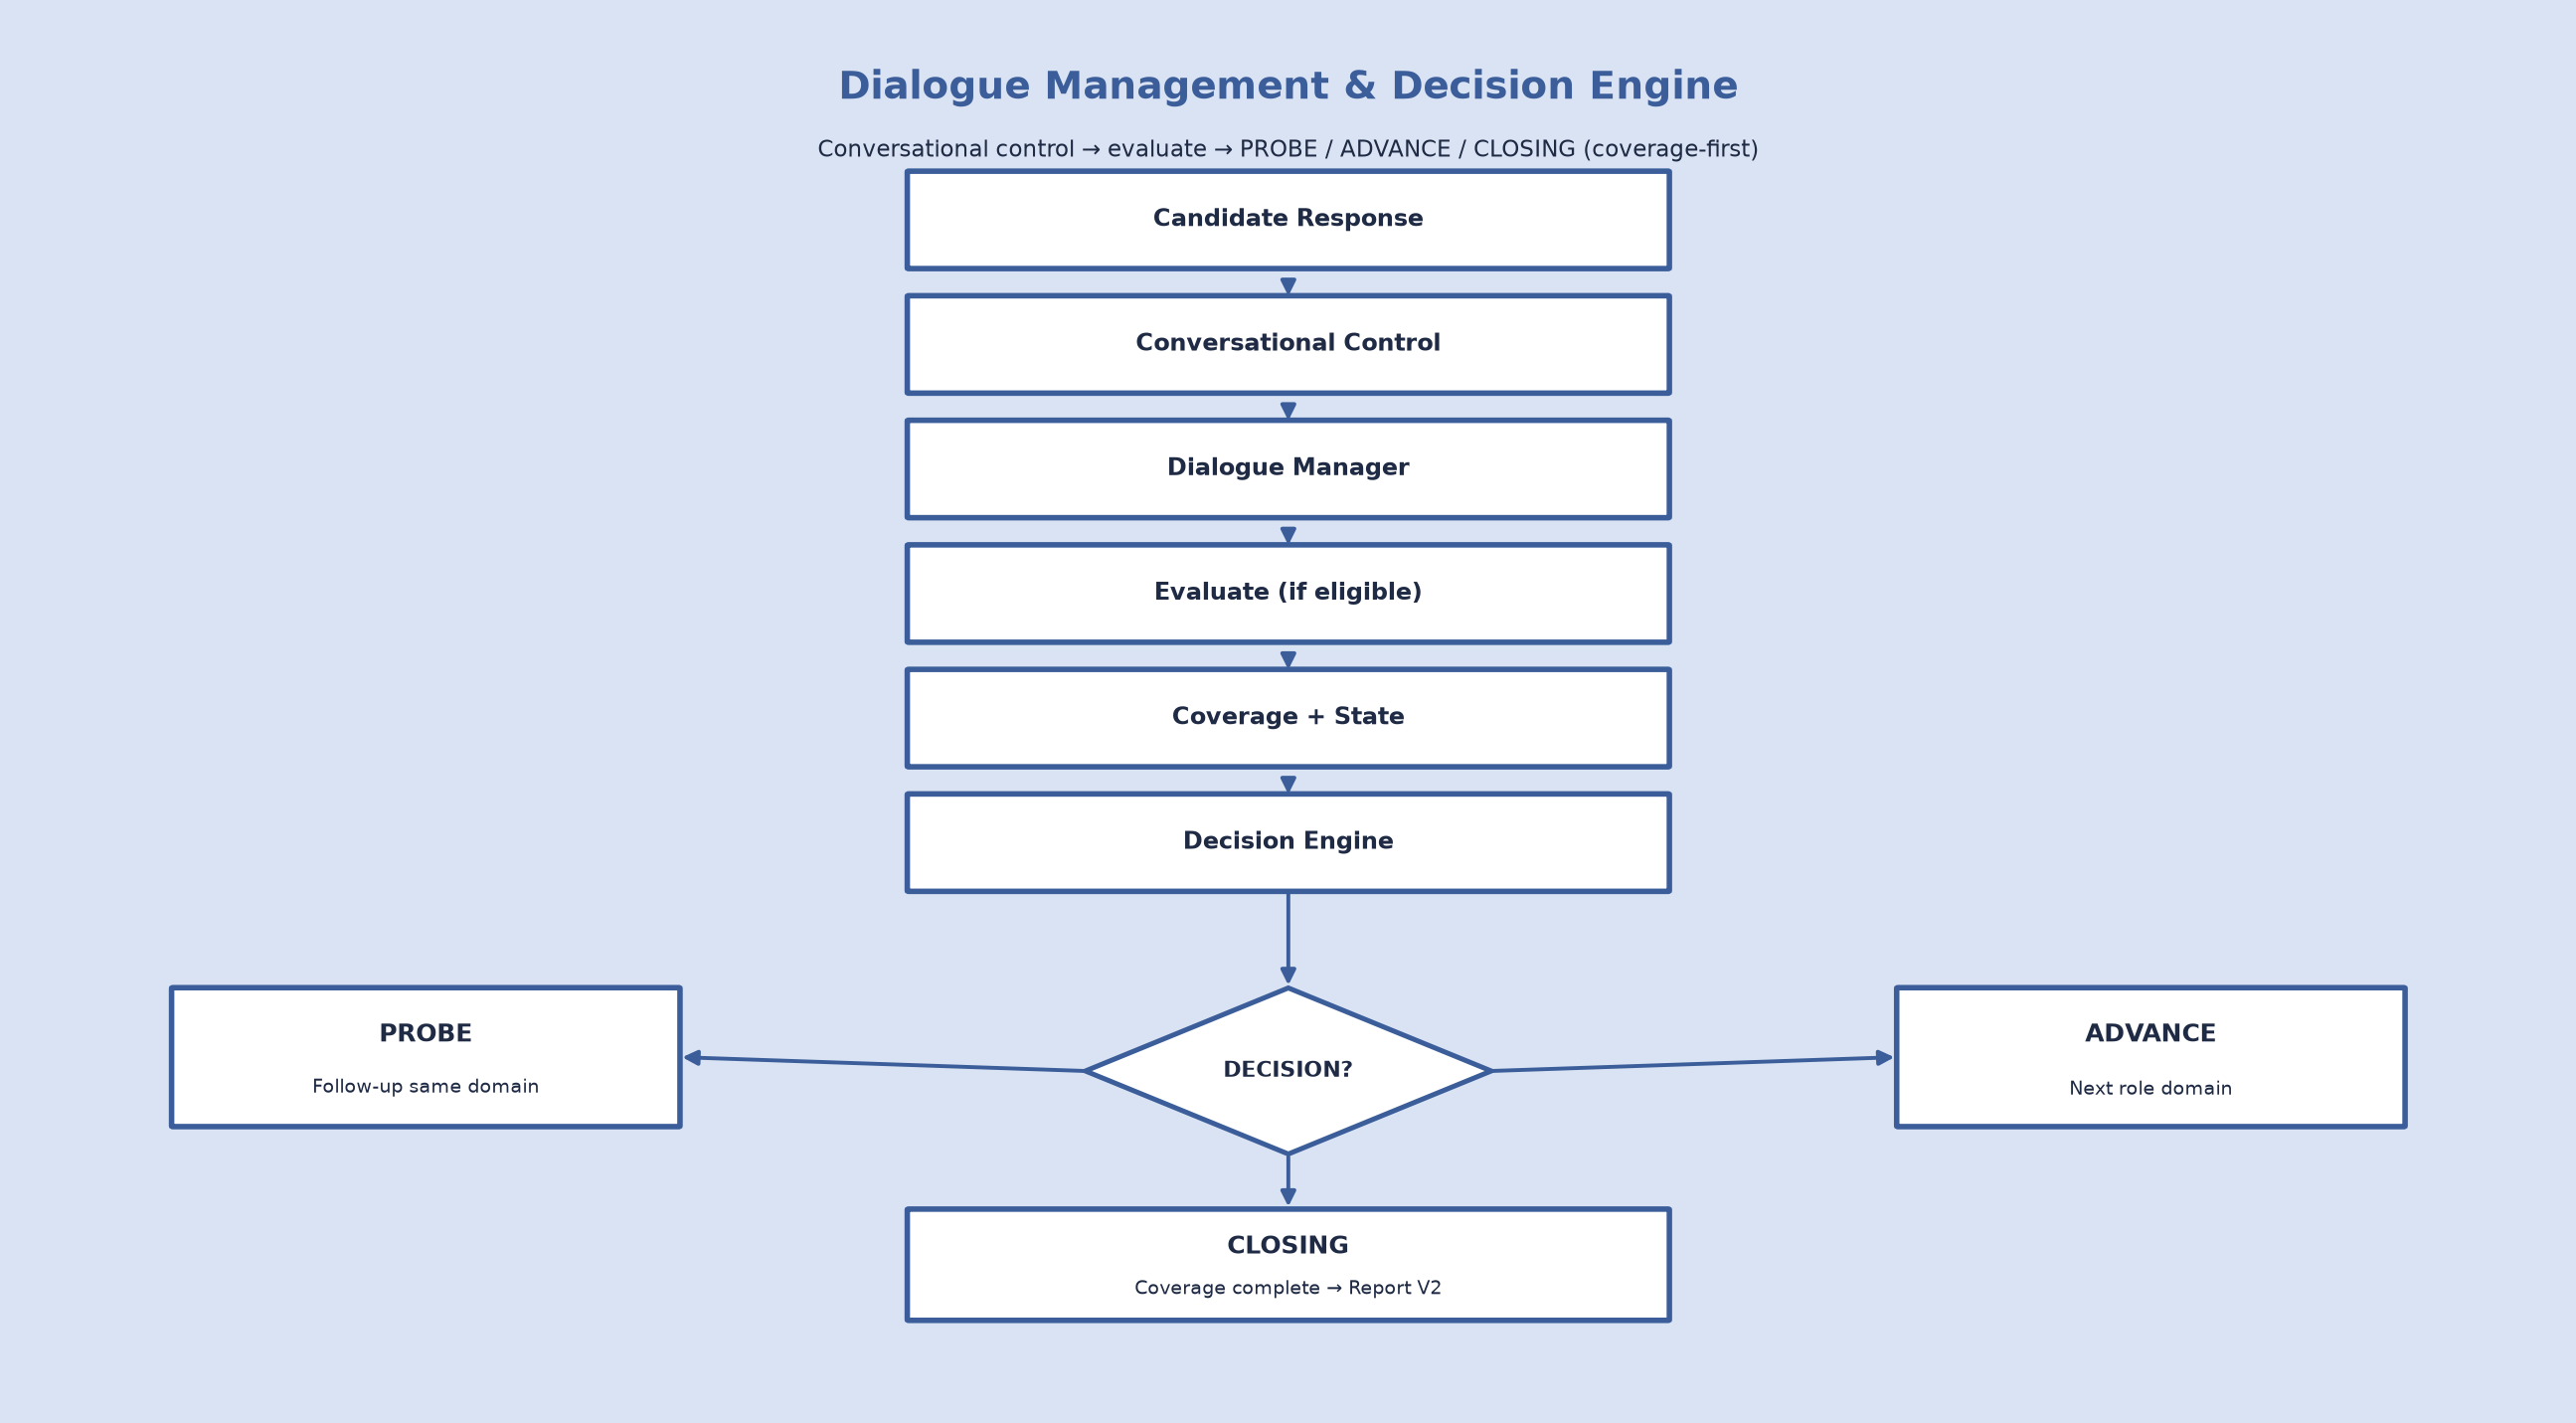 Dialogue Management & Decision Engine
Conversational control → evaluate → PROBE / ADVANCE / CLOSING (coverage-first)
Candidate Response
Conversational Control
Dialogue Manager
Evaluate (if eligible)
Coverage + State
Decision Engine
PROBE
Follow-up same domain
DECISION?
ADVANCE
Next role domain
CLOSING
Coverage complete → Report V2